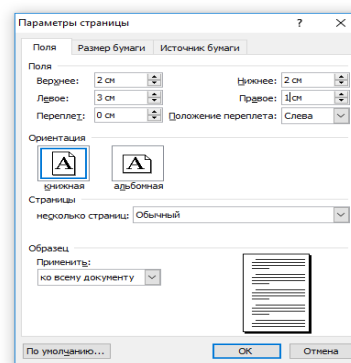 Параметры страницы ? ×
Поля Размер бумаги Источник бумаги
Поля
Верхнее: 2 см Нижнее: 2 см
Левое: 3 см Правое: 1 см
Переплет: 0 см Положение переплета: Слева
Ориентация
A A
книжная альбомная
Страницы
несколько страниц: Обычный
Образец
Применить:
ко всему документу
По умолчанию... ОК Отмена